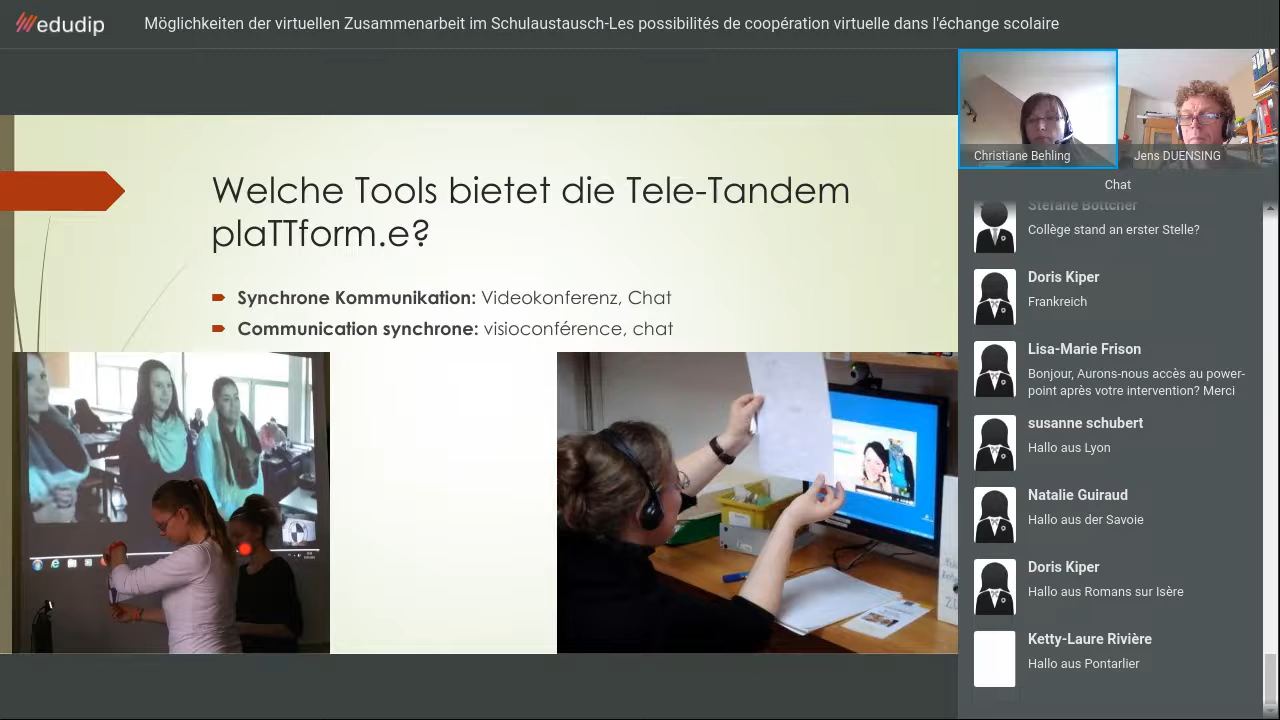 edudip
Möglichkeiten der virtuellen Zusammenarbeit im Schulaustausch-Les possibilités de coopération virtuelle dans l'échange scolaire
Welche Tools bietet die Tele-Tandem
plaTTform.e?
Synchrone Kommunikation: Videokonferenz, Chat
Communication synchrone: visioconférence, chat
Christiane Behling
Jens DUENSING
Chat
Stefanie Böttcher
Collège stand an erster Stelle?
Doris Kiper
Frankreich
Lisa-Marie Frison
Bonjour, Aurons-nous accès au power-
point après votre intervention? Merci
susanne schubert
Hallo aus Lyon
Natalie Guiraud
Hallo aus der Savoie
Doris Kiper
Hallo aus Romans sur Isère
Ketty-Laure Rivière
Hallo aus Pontarlier